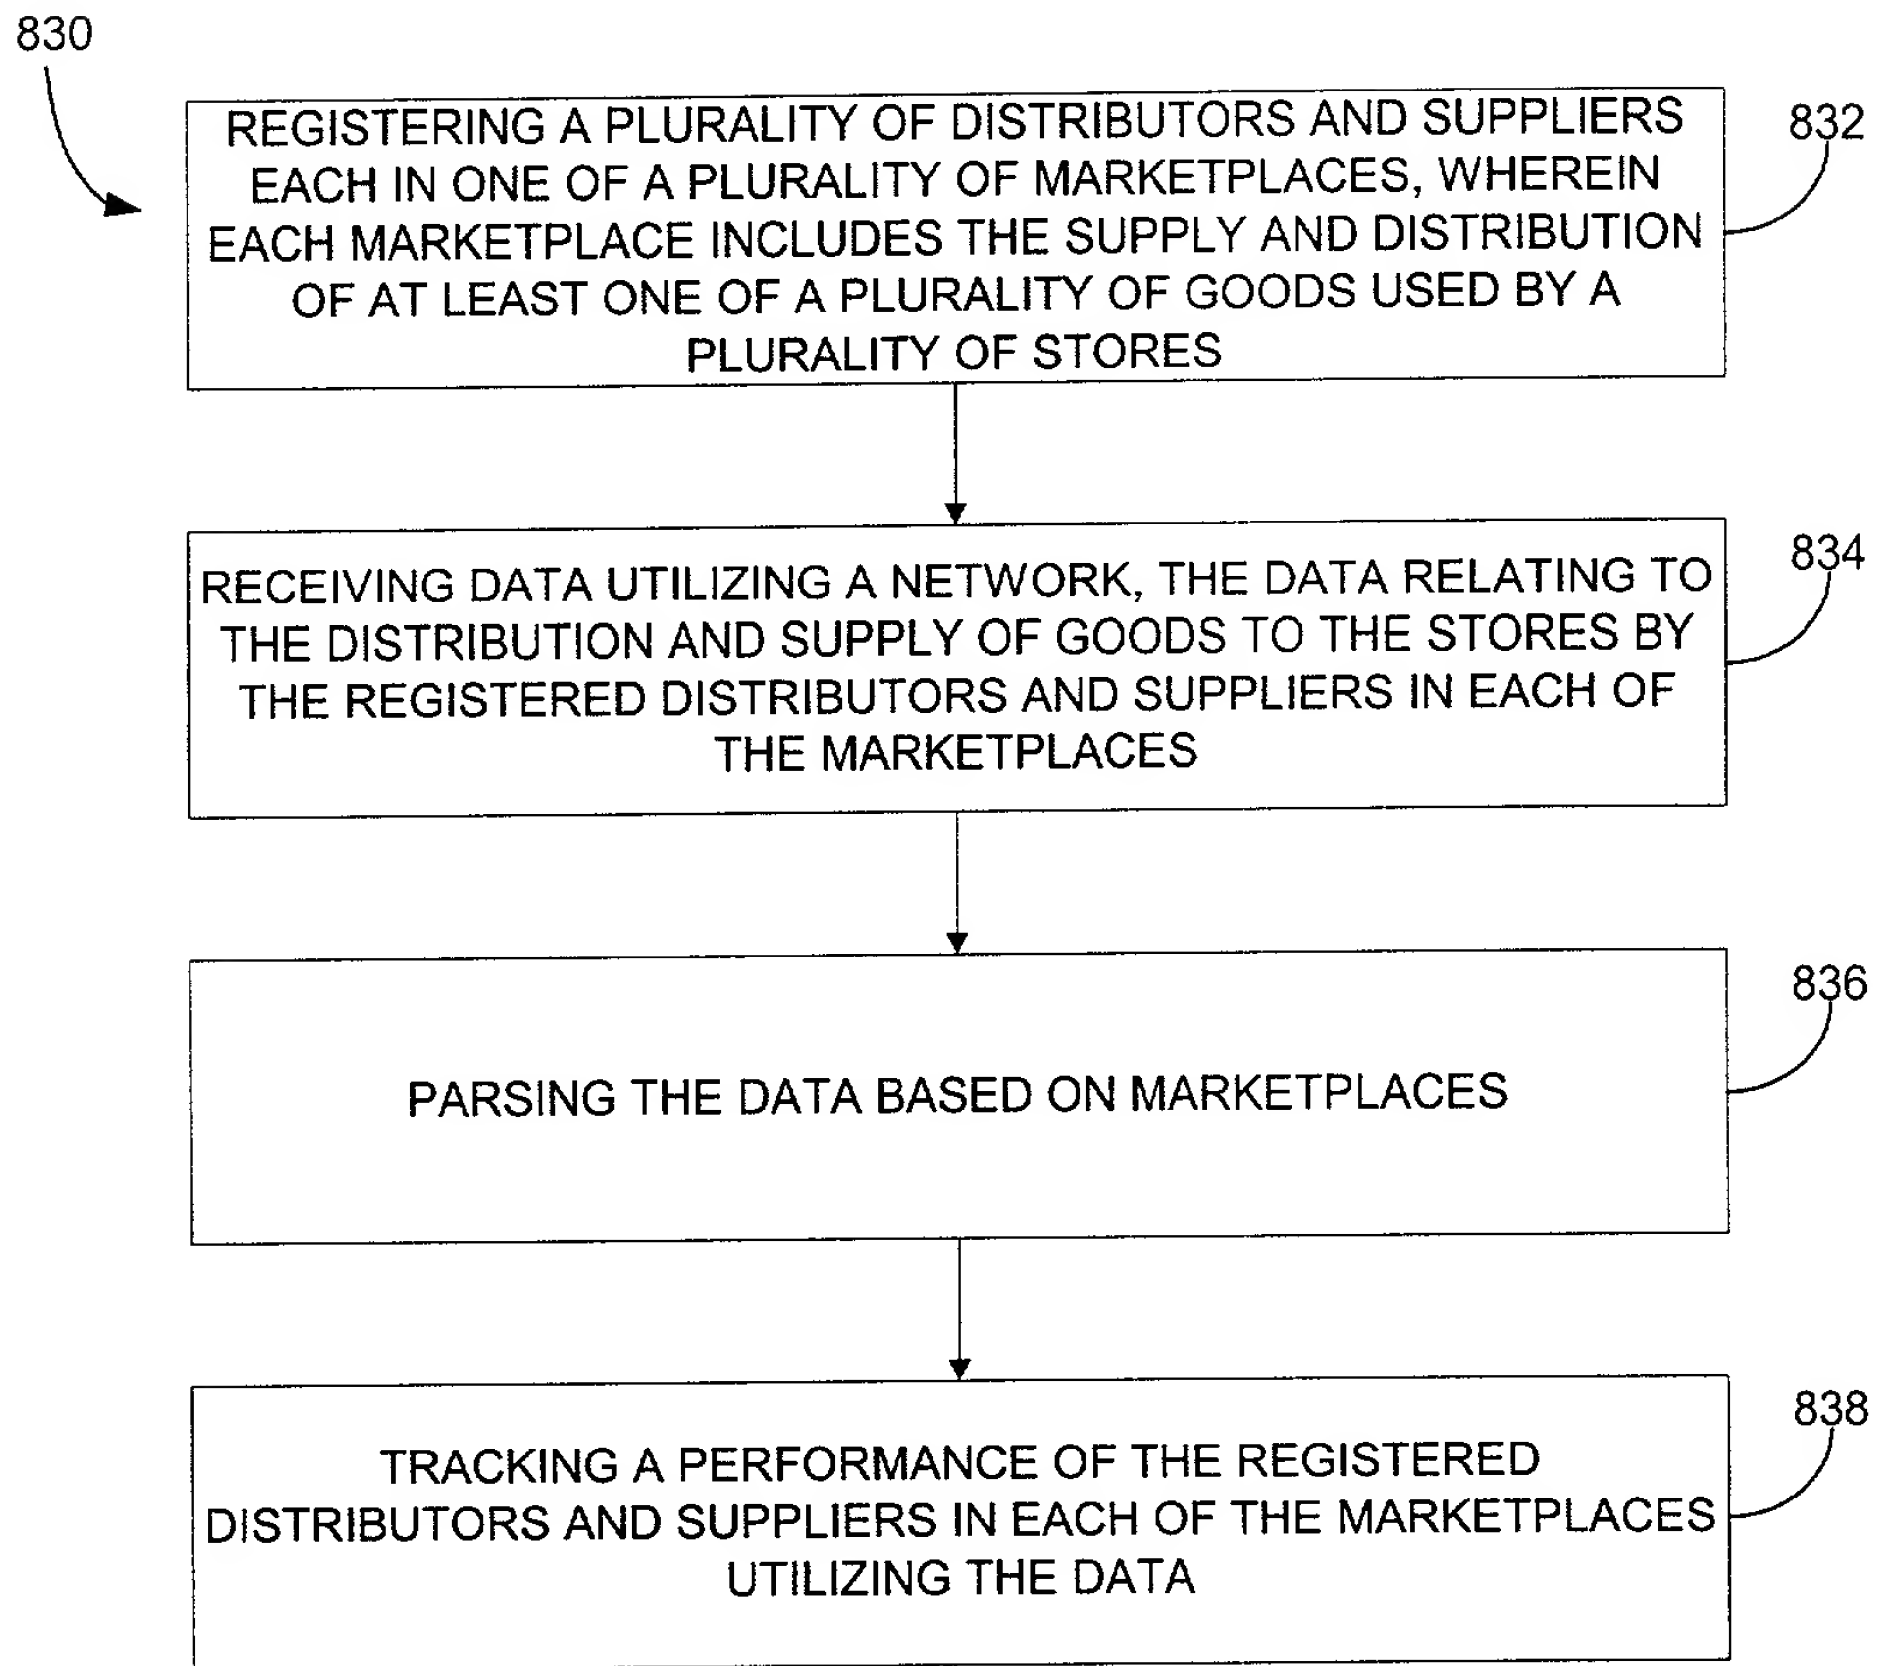 830
REGISTERING A PLURALITY OF DISTRIBUTORS AND SUPPLIERS
EACH IN ONE OF A PLURALITY OF MARKETPLACES, WHEREIN
EACH MARKETPLACE INCLUDES THE SUPPLY AND DISTRIBUTION
OF AT LEAST ONE OF A PLURALITY OF GOODS USED BY A
PLURALITY OF STORES
832
RECEIVING DATA UTILIZING A NETWORK, THE DATA RELATING TO
THE DISTRIBUTION AND SUPPLY OF GOODS TO THE STORES BY
THE REGISTERED DISTRIBUTORS AND SUPPLIERS IN EACH OF
THE MARKETPLACES
834
PARSING THE DATA BASED ON MARKETPLACES
836
TRACKING A PERFORMANCE OF THE REGISTERED
DISTRIBUTORS AND SUPPLIERS IN EACH OF THE MARKETPLACES
UTILIZING THE DATA
838